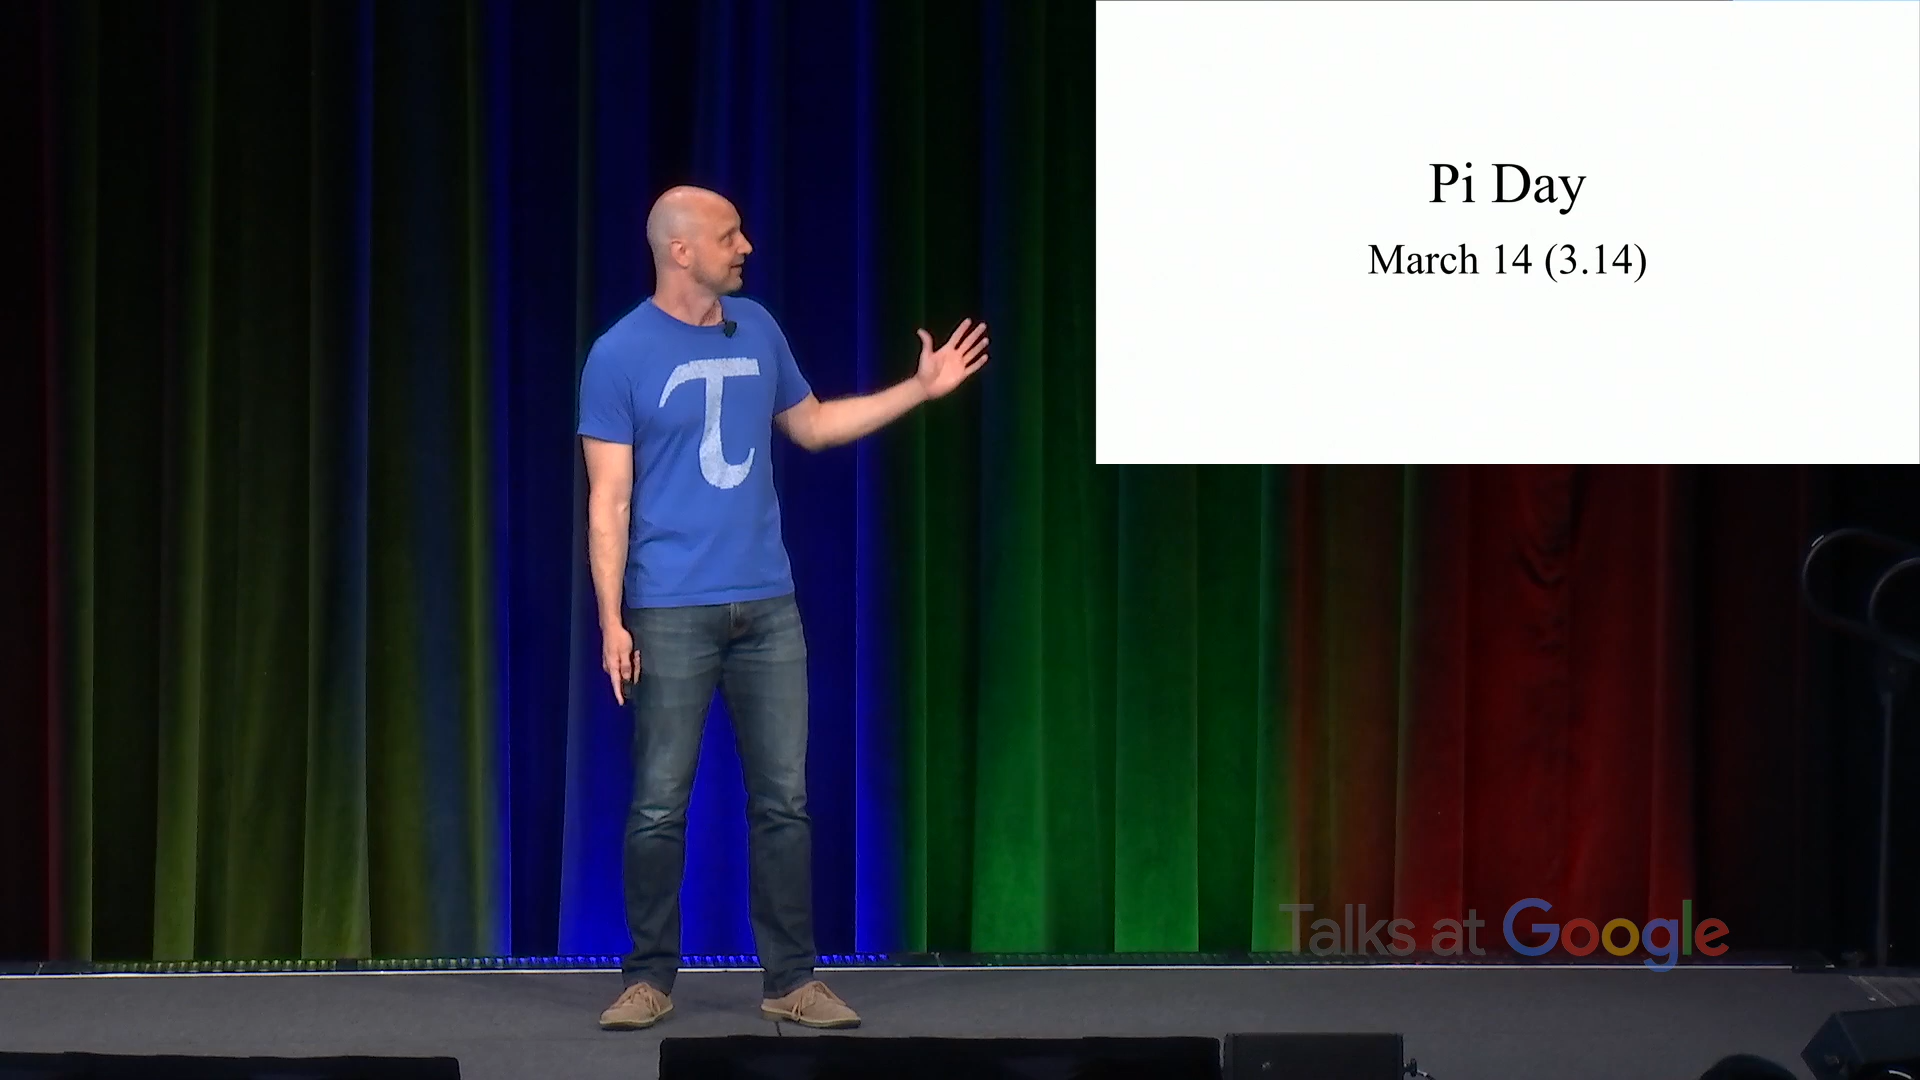 Pi Day
March 14 (3.14)
τ
Talks at Google